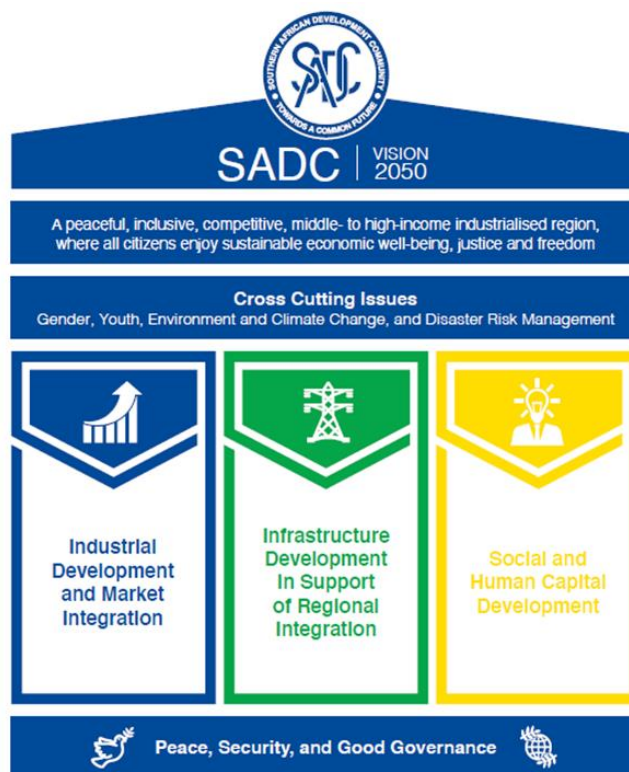 SOUTHERN AFRICAN DEVELOPMENT COMMUNITY
SADC
TOWARDS A COMMON FUTURE
SADC | VISION 2050
A peaceful, inclusive, competitive, middle- to high-income industrialised region,
where all citizens enjoy sustainable economic well-being, justice and freedom
Cross Cutting Issues
Gender, Youth, Environment and Climate Change, and Disaster Risk Management
Industrial
Development
and Market
Integration
Infrastructure
Development
In Support
of Regional
Integration
Social and
Human Capital
Development
Peace, Security, and Good Governance